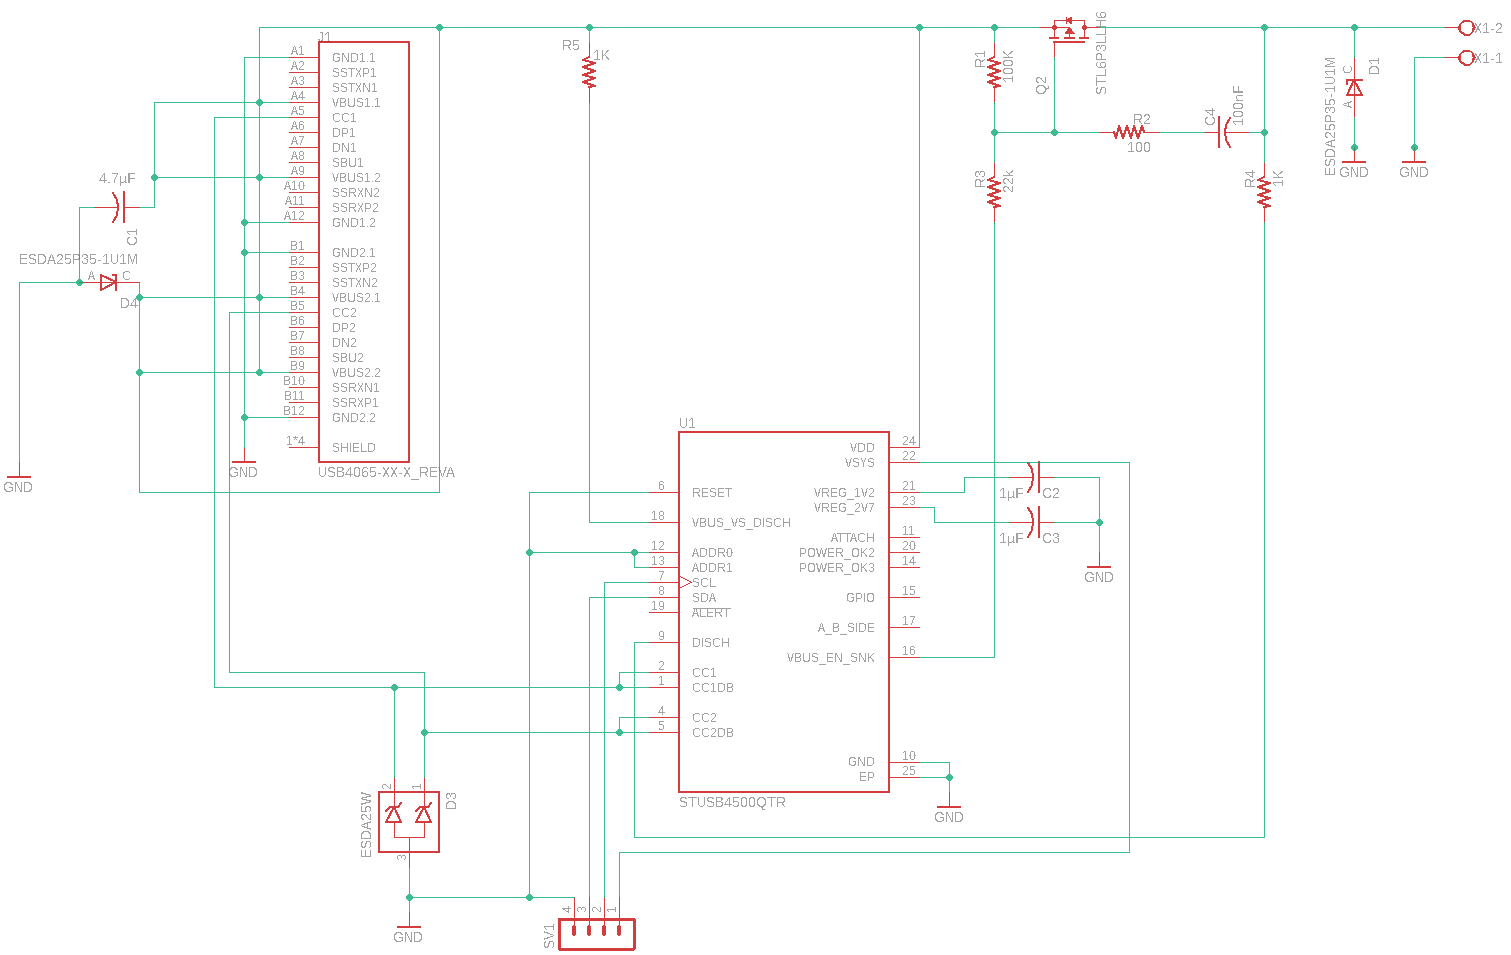 J1
A1 GND1.1
A2 SSTXP1
A3 SSTXN1
A4 VBUS1.1
A5 CC1
A6 DP1
A7 DN1
A8 SBU1
A9 VBUS1.2
A10 SSRXN2
A11 SSRXP2
A12 GND1.2
B1 GND2.1
B2 SSTXP2
B3 SSTXN2
B4 VBUS2.1
B5 CC2
B6 DP2
B7 DN2
B8 SBU2
B9 VBUS2.2
B10 SSRXN1
B11 SSRXP1
B12 GND2.2
1*4 SHIELD
USB4065-XX-X_REVA
GND
4.7µF
C1
ESDA25P35-1U1M
A C
D4
GND
R5
1K
R1
100K
Q2
STL6P3LLH6
R2
100
C4
100nF
R3
22k
R4
1K
ESDA25P35-1U1M
D1
C
A
GND
GND
X1-2
X1-1
U1
VDD 24
VSYS 22
6 RESET
VREG_1V2 21
VREG_2V7 23
18 VBUS_VS_DISCH
ATTACH 11
12 ADDR0
POWER_OK2 20
13 ADDR1
POWER_OK3 14
7 SCL
8 SDA
GPIO 15
19 ALERT
A_B_SIDE 17
9 DISCH
VBUS_EN_SNK 16
2 CC1
1 CC1DB
4 CC2
5 CC2DB
GND 10
EP 25
STUSB4500QTR
GND
1µF C2
1µF C3
GND
ESDA25W
D3
2 1
3
GND
SV1
4 3 2 1